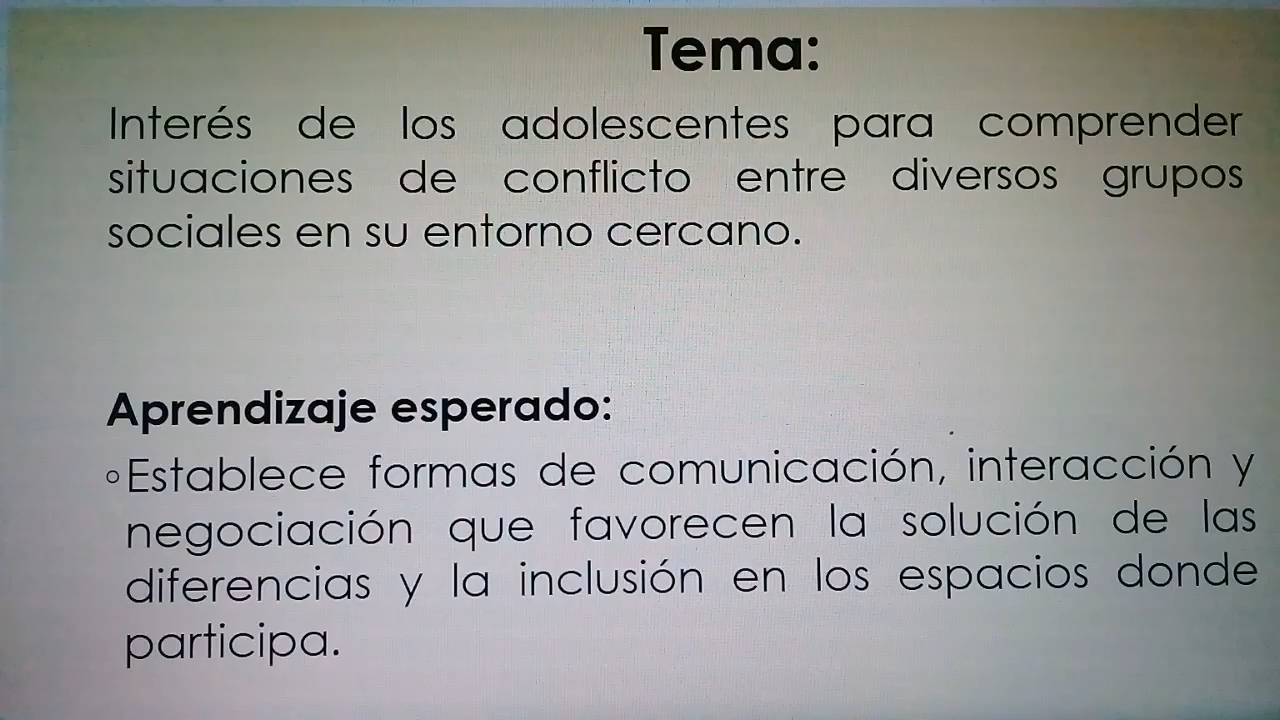 Tema:
Interés de los adolescentes para comprender
situaciones de conflicto entre diversos grupos
sociales en su entorno cercano.
Aprendizaje esperado:
◦Establece formas de comunicación, interacción y
negociación que favorecen la solución de las
diferencias y la inclusión en los espacios donde
participa.